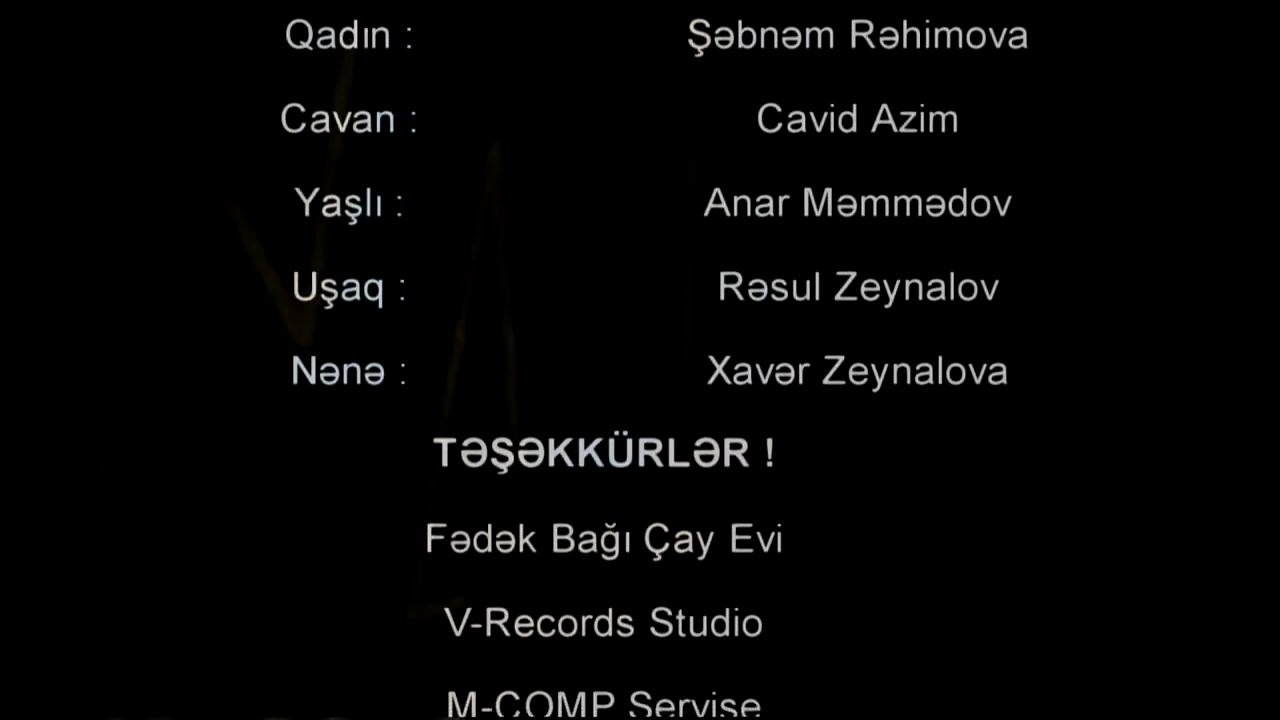 Qadın : Şəbnəm Rəhimova
Cavan : Cavid Azim
Yaşlı : Anar Məmmədov
Uşaq : Rəsul Zeynalov
Nənə : Xavər Zeynalova
TƏŞƏKKÜRLƏR !
Fədək Bağı Çay Evi
V-Records Studio
M-COMP Servise